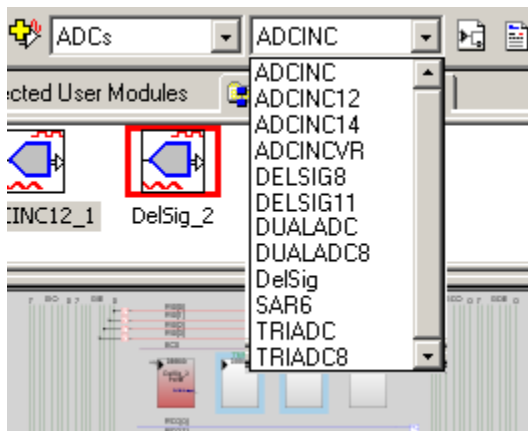 ADCs
ADCINC
ected User Modules
ADCINC
ADCINC12
ADCINC14
ADCINCVR
DELSIG8
DELSIG11
DUALADC
DUALADC8
DelSig
SAR6
TRIADC
TRIADC8
CINC12_1
DelSig_2